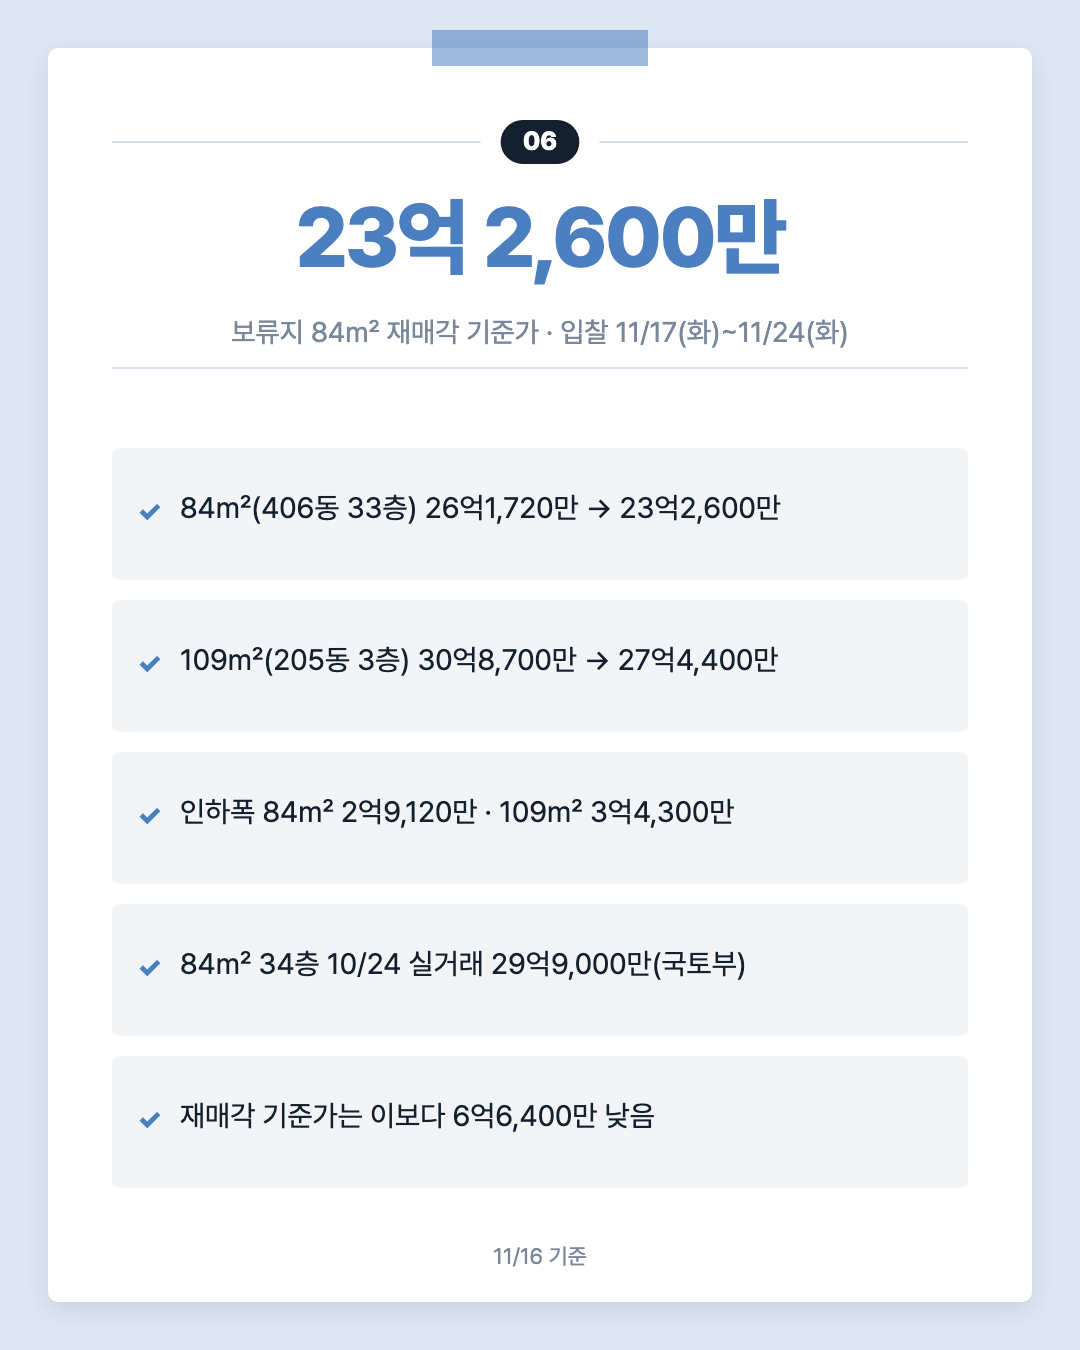 06
23억 2,600만
보류지 84m² 재매각 기준가 · 입찰 11/17(화)~11/24(화)
84m²(406동 33층) 26억1,720만 → 23억2,600만
109m²(205동 3층) 30억8,700만 → 27억4,400만
인하폭 84m² 2억9,120만 · 109m² 3억4,300만
84m² 34층 10/24 실거래 29억9,000만(국토부)
재매각 기준가는 이보다 6억6,400만 낮음
11/16 기준